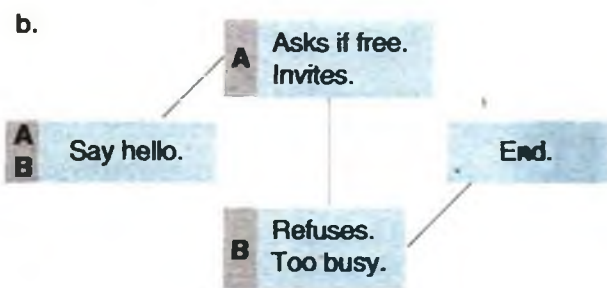 b.
A
Asks if free.
Invites.
A
B
Say hello.
End.
B
Refuses.
Too busy.